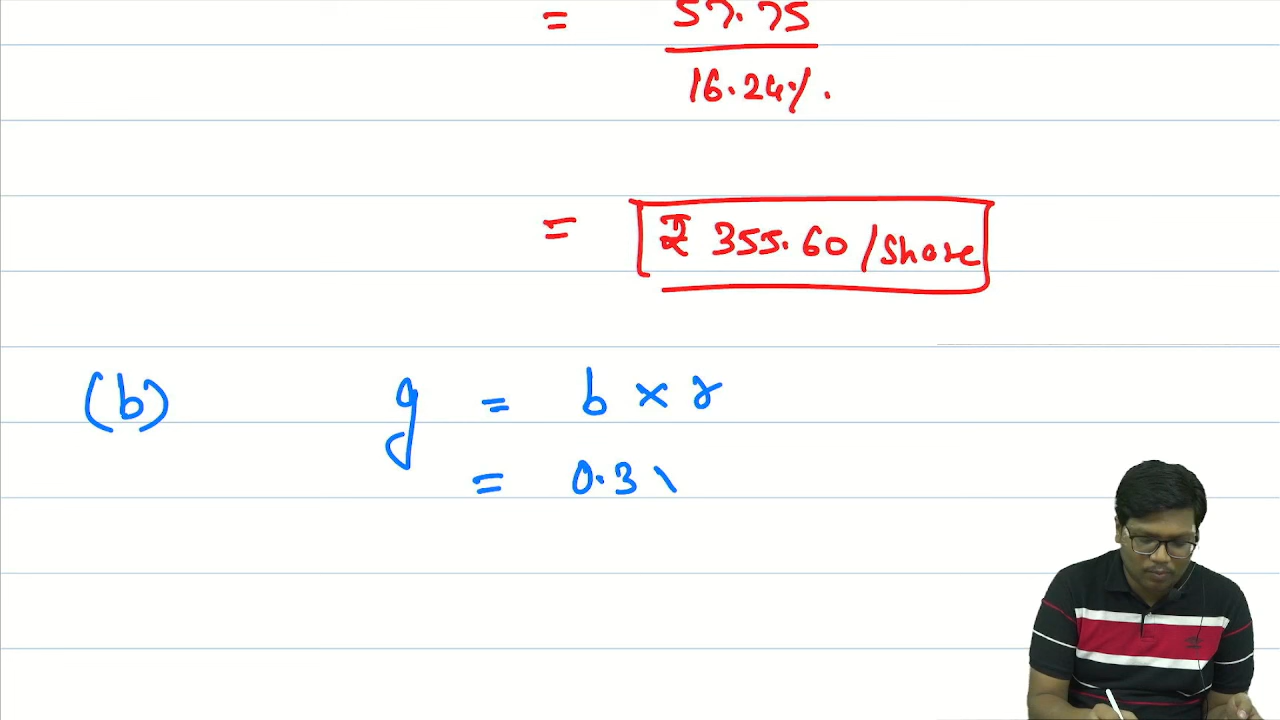 = 57.75
16.24%.
= ₹ 355.60 /Share
(b) g = b × r
= 0.3 \